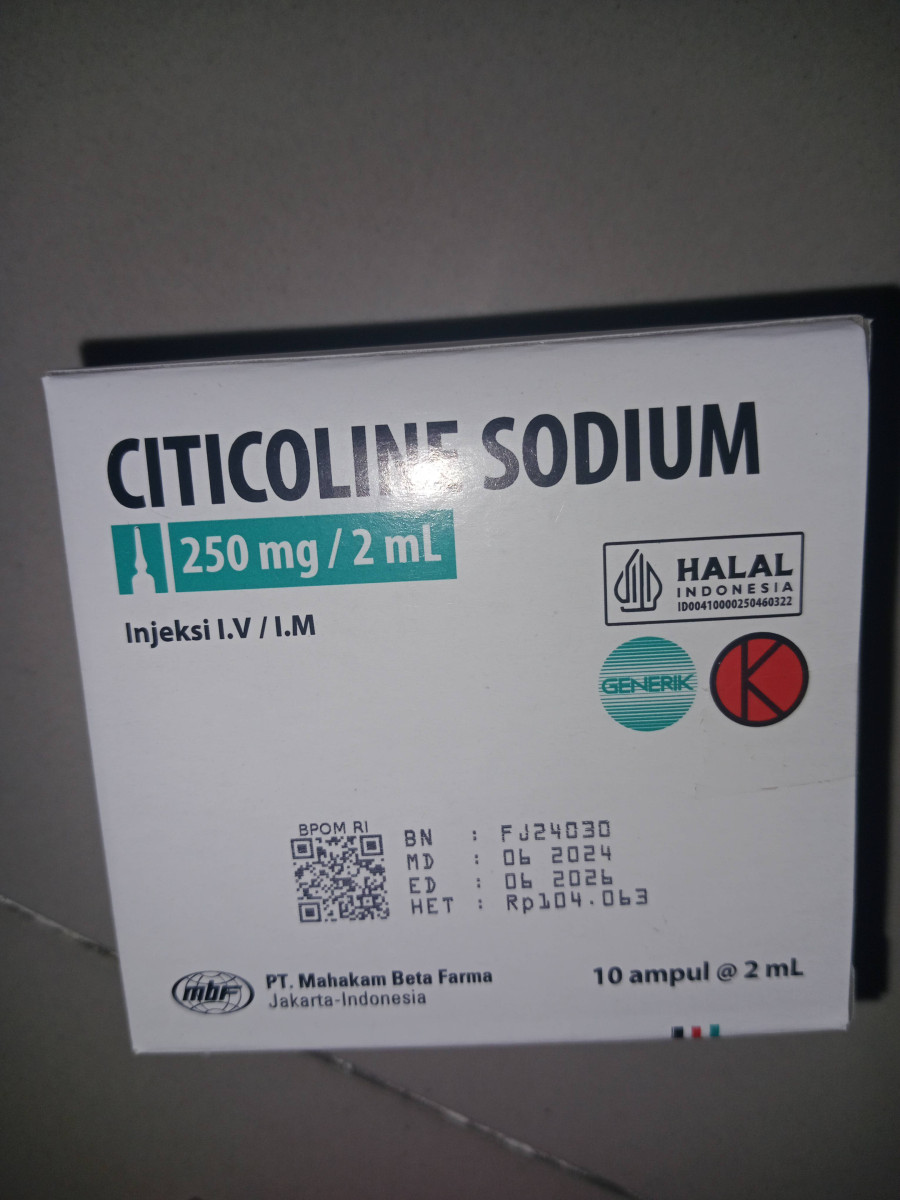 CITICOLINE SODIUM
250 mg / 2 mL
Injeksi I.V / I.M
HALAL
INDONESIA
ID00410000250460322
GENERIK
K
BPOM RI
BN : FJ24030
MD : 06 2024
ED : 06 2026
HET : Rp104.063
mbF
PT. Mahakam Beta Farma
Jakarta-Indonesia
10 ampul @ 2 mL